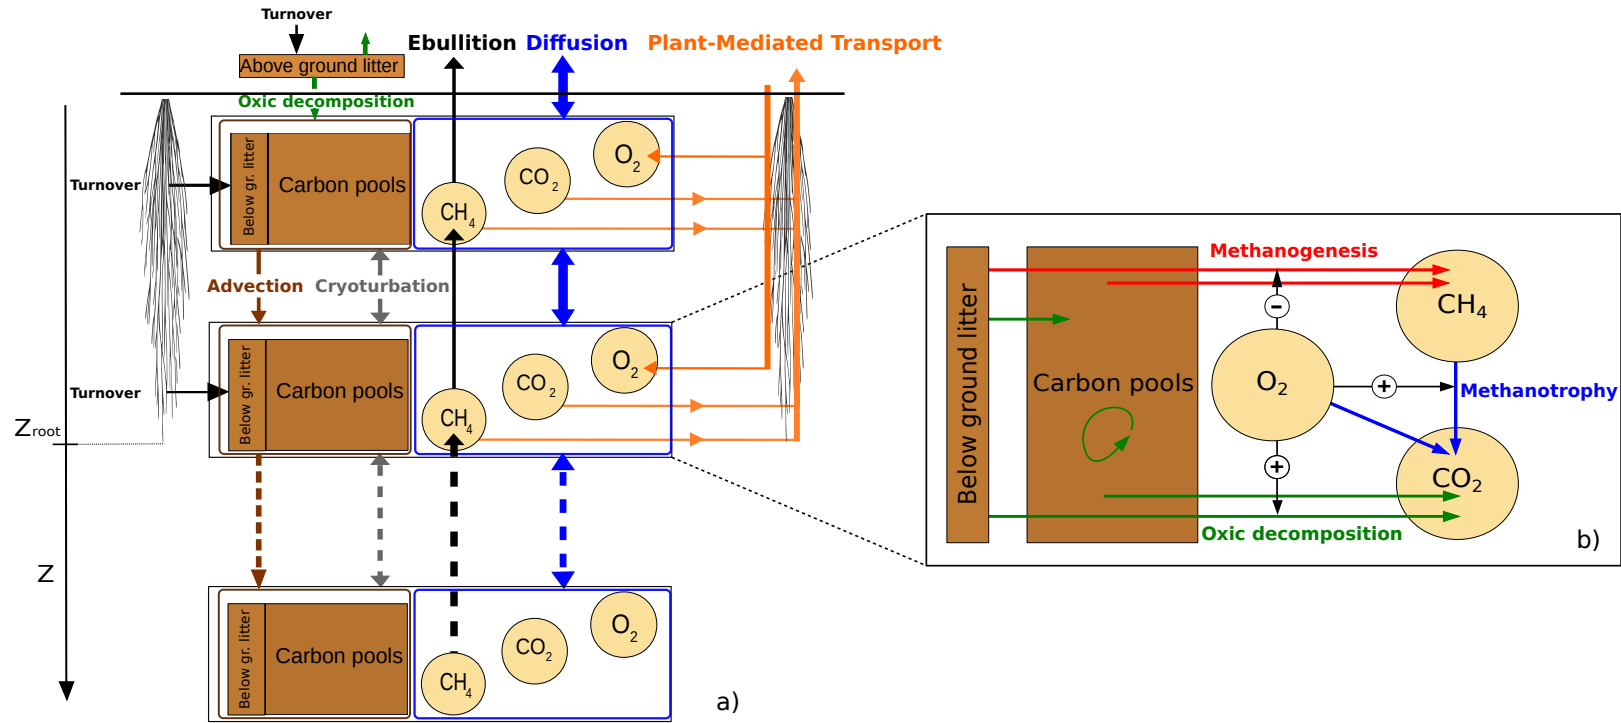 Turnover
Above ground litter
Ebullition
Diffusion
Plant-Mediated Transport
Oxic decomposition
Turnover
Below gr. litter
Carbon pools
CH4
CO2
O2
Advection
Cryoturbation
Turnover
Below gr. litter
Carbon pools
CH4
CO2
O2
Zroot
Z
Below gr. litter
Carbon pools
CH4
CO2
O2
a)
Below ground litter
Carbon pools
Methanogenesis
CH4
−
O2
+
Methanotrophy
+
CO2
Oxic decomposition
b)